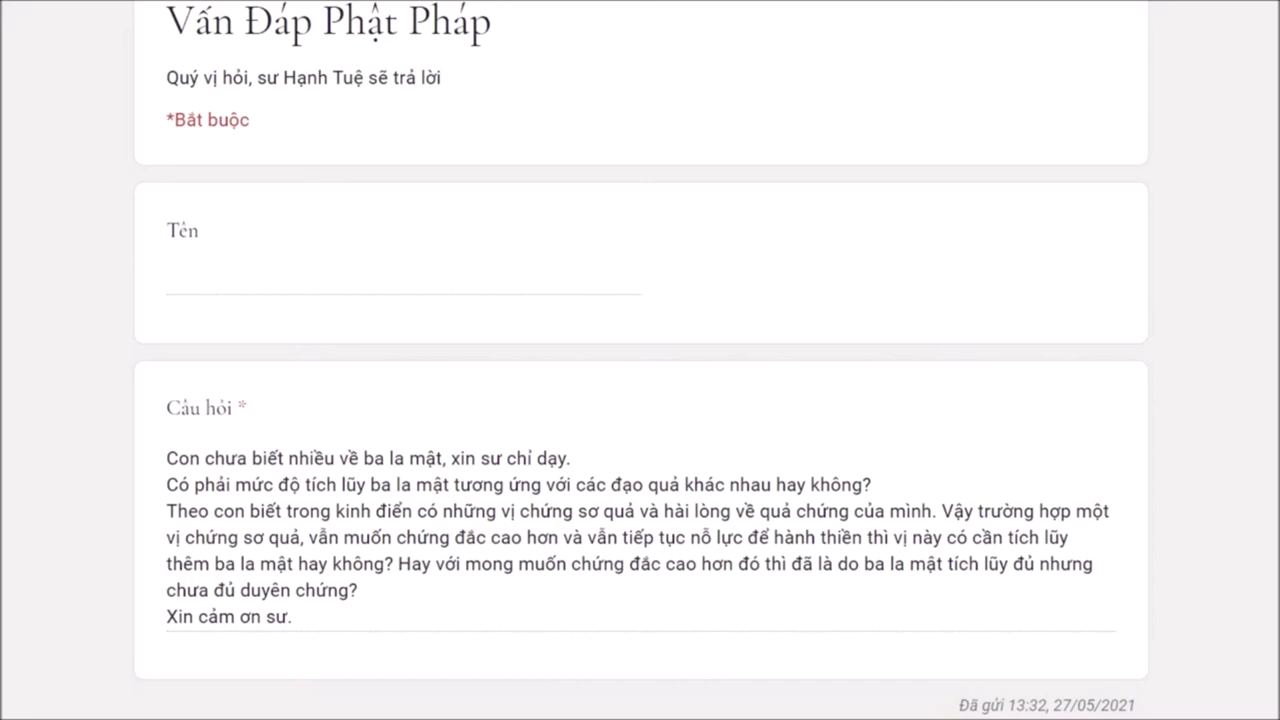 Vấn Đáp Phật Pháp
Quý vị hỏi, sư Hạnh Tuệ sẽ trả lời
*Bắt buộc
Tên
Câu hỏi *
Con chưa biết nhiều về ba la mật, xin sư chỉ dạy.
Có phải mức độ tích lũy ba la mật tương ứng với các đạo quả khác nhau hay không?
Theo con biết trong kinh điển có những vị chứng sơ quả và hài lòng về quả chứng của mình. Vậy trường hợp một
vị chứng sơ quả, vẫn muốn chứng đắc cao hơn và vẫn tiếp tục nỗ lực để hành thiền thì vị này có cần tích lũy
thêm ba la mật hay không? Hay với mong muốn chứng đắc cao hơn đó thì đã là do ba la mật tích lũy đủ nhưng
chưa đủ duyên chứng?
Xin cảm ơn sư.
Đã gửi 13:32, 27/05/2021